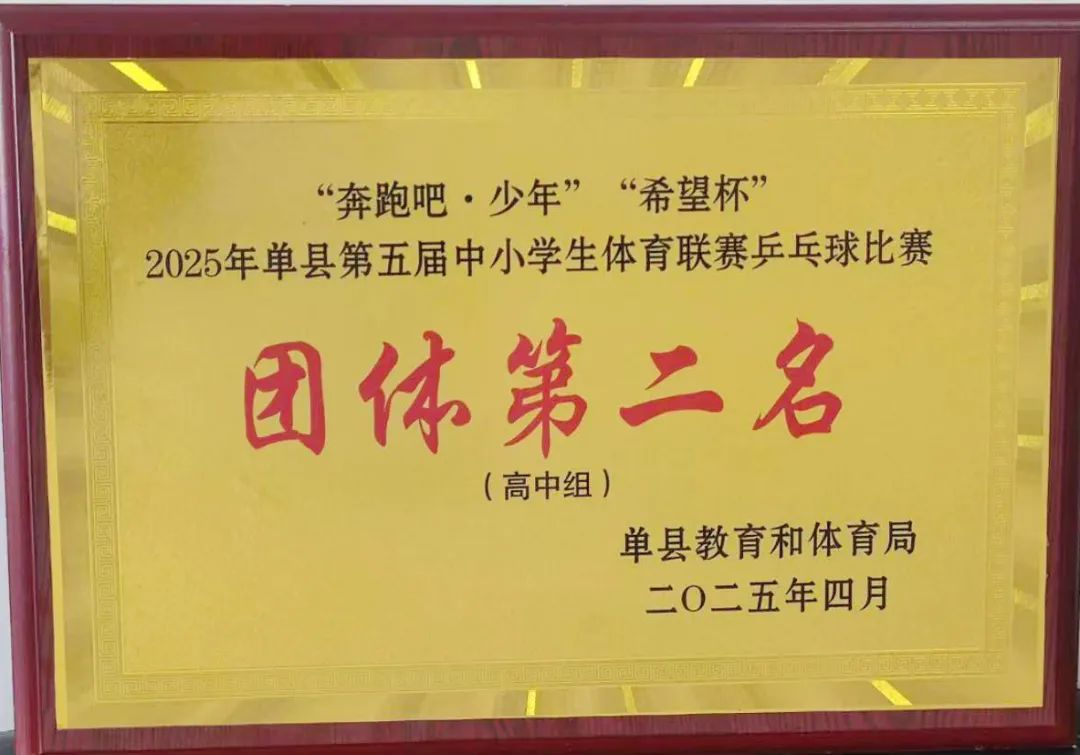 “奔跑吧·少年”“希望杯”
2025年单县第五届中小学生体育联赛乒乓球比赛
团体第二名
（高中组）
单县教育和体育局
二〇二五年四月